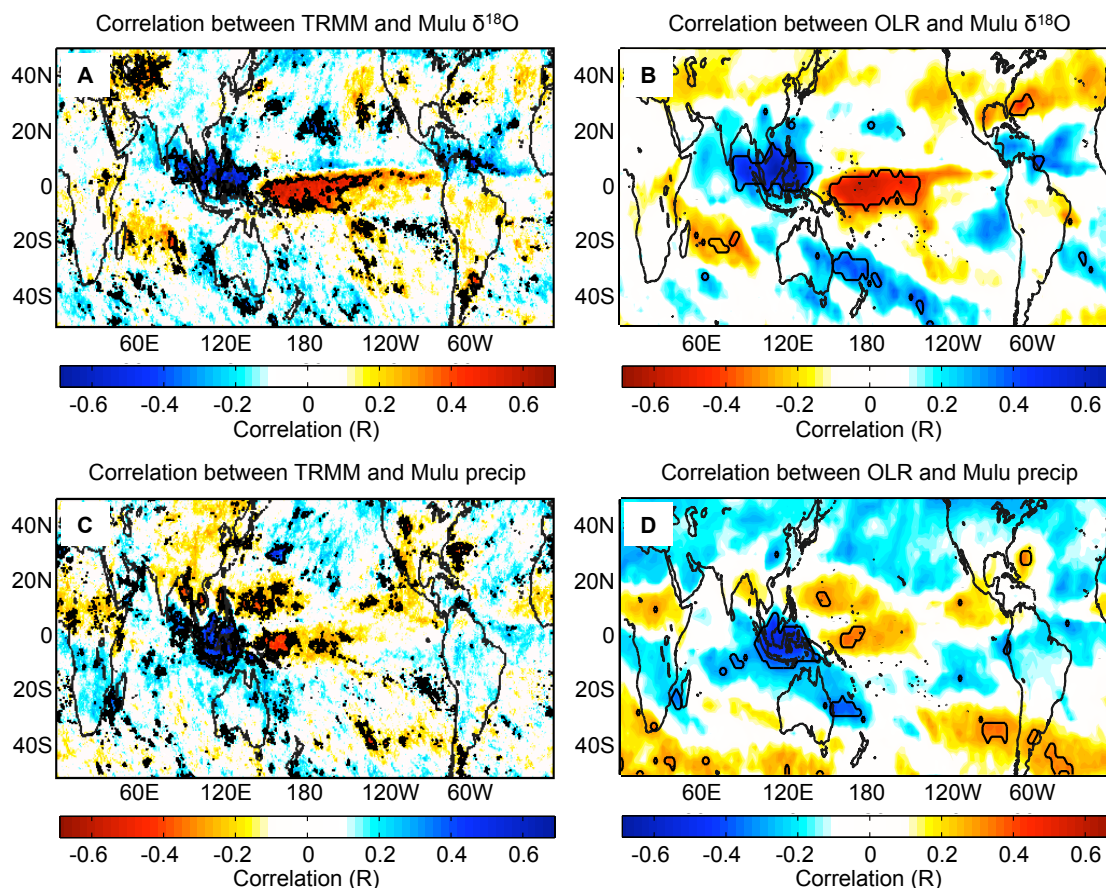 Correlation between TRMM and Mulu δ¹⁸O
A
40N
20N
0
20S
40S
60E 120E 180 120W 60W
-0.6 -0.4 -0.2 0 0.2 0.4 0.6
Correlation (R)
Correlation between OLR and Mulu δ¹⁸O
B
40N
20N
0
20S
40S
60E 120E 180 120W 60W
-0.6 -0.4 -0.2 0 0.2 0.4 0.6
Correlation (R)
Correlation between TRMM and Mulu precip
C
40N
20N
0
20S
40S
60E 120E 180 120W 60W
-0.6 -0.4 -0.2 0 0.2 0.4 0.6
Correlation (R)
Correlation between OLR and Mulu precip
D
40N
20N
0
20S
40S
60E 120E 180 120W 60W
-0.6 -0.4 -0.2 0 0.2 0.4 0.6
Correlation (R)